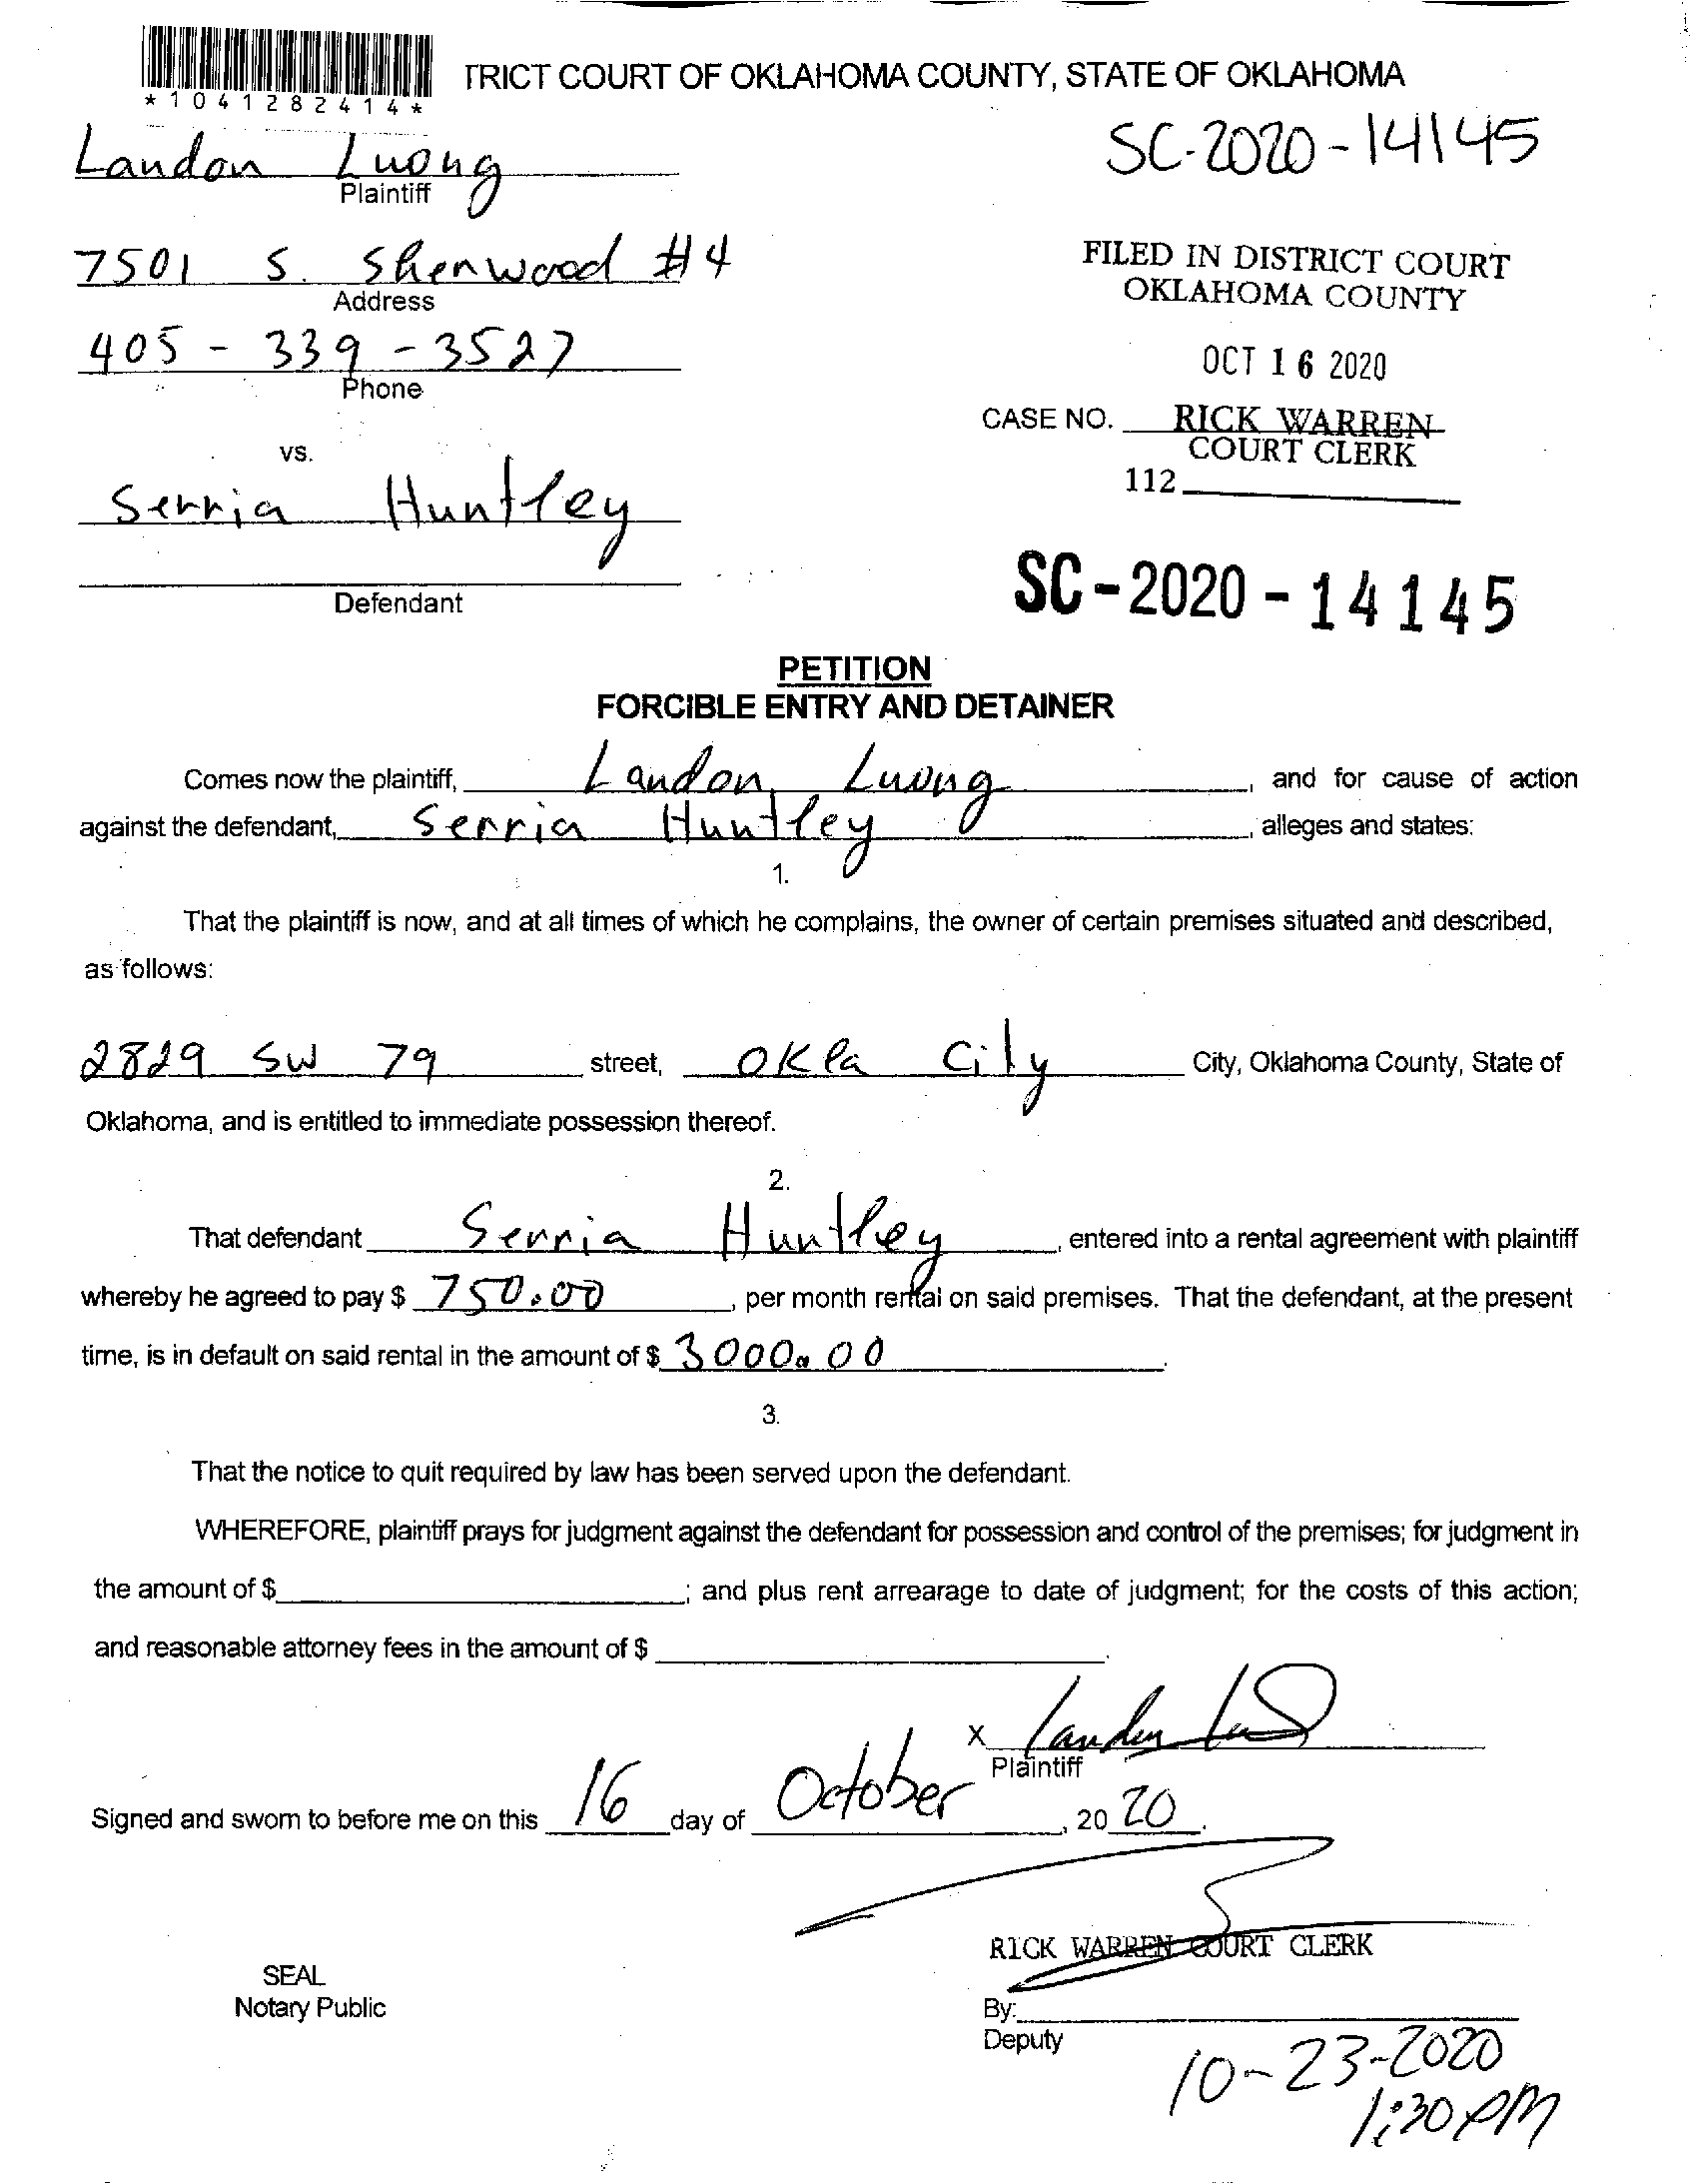 *1041282414*
TRICT COURT OF OKLAHOMA COUNTY, STATE OF OKLAHOMA
SC-2020-14145
Landon Luong
Plaintiff
7501 S. Sherwood #4
Address
FILED IN DISTRICT COURT
OKLAHOMA COUNTY
405-339-3527
Phone
OCT 16 2020
CASE NO. RICK WARREN
COURT CLERK
112
vs.
Serria Huntley
Defendant
SC-2020-14145
PETITION
FORCIBLE ENTRY AND DETAINER
Comes now the plaintiff, Landon Luong, and for cause of action
against the defendant, Serria Huntley, alleges and states:
1.
That the plaintiff is now, and at all times of which he complains, the owner of certain premises situated and described,
as follows:
2829 SW 79 street, Okla City City, Oklahoma County, State of
Oklahoma, and is entitled to immediate possession thereof.
2.
That defendant Serria Huntley, entered into a rental agreement with plaintiff
whereby he agreed to pay $ 750.00, per month rental on said premises. That the defendant, at the present
time, is in default on said rental in the amount of $ 3000.00.
3.
That the notice to quit required by law has been served upon the defendant.
WHEREFORE, plaintiff prays for judgment against the defendant for possession and control of the premises; for judgment in
the amount of $ ; and plus rent arrearage to date of judgment; for the costs of this action;
and reasonable attorney fees in the amount of $ .
X Landon
Plaintiff
Signed and sworn to before me on this 16 day of October, 2020.
RICK WARREN COURT CLERK
SEAL
Notary Public
By:
Deputy
10-23-2020
1:30 PM